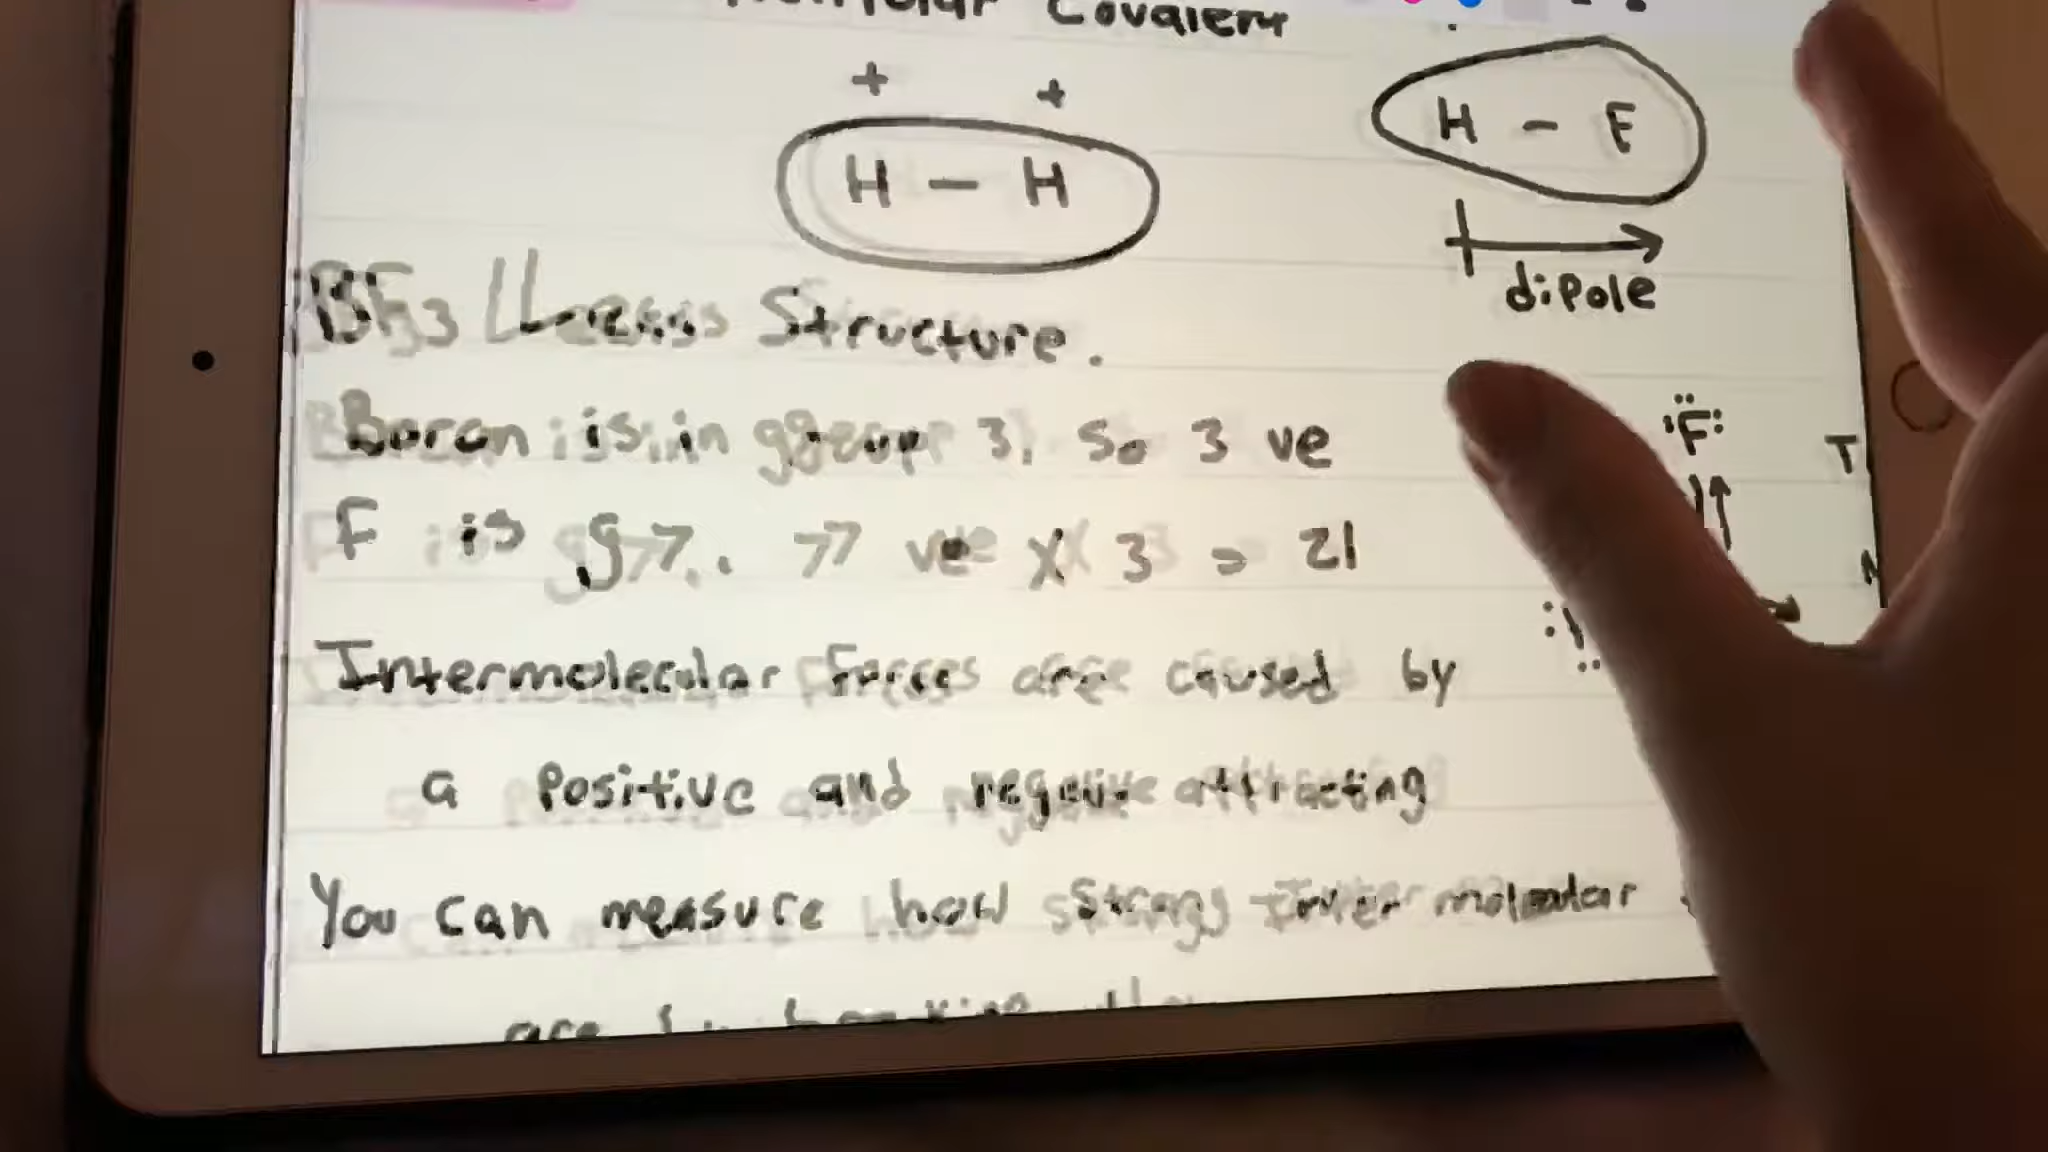 Covalent
+ +
H - H
H - F
dipole
BF3 Lewis Structure.
Boron is in group 3, so 3 ve
:F:
T
F is g7. 7 ve x 3 = 21
Intermolecular Forces are caused by
a positive and negative attracting
You can measure how strong Intermolecular
are